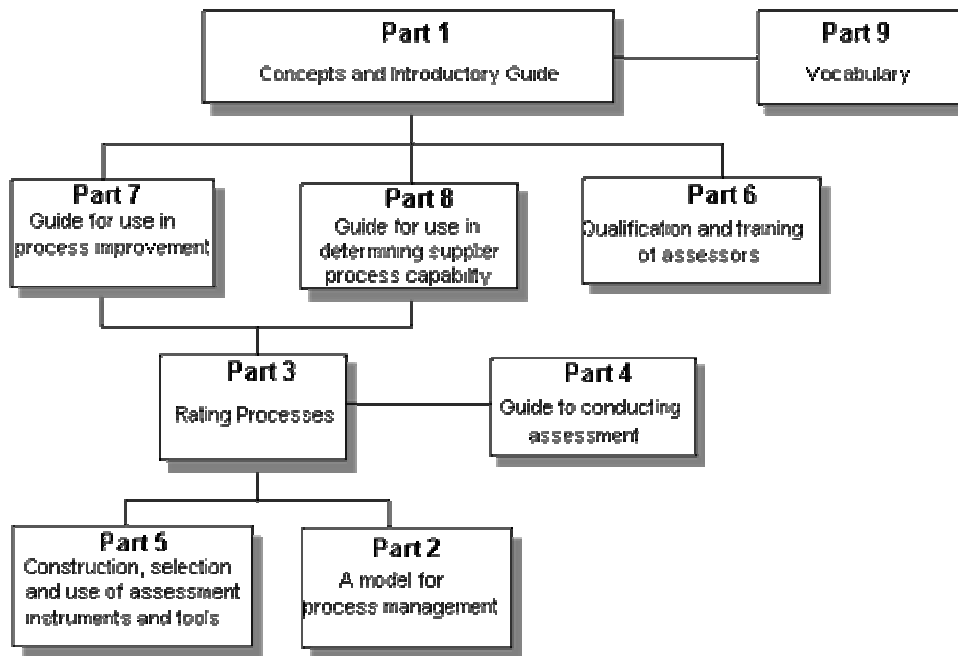 Part 1
Concepts and Introductory Guide
Part 9
Vocabulary
Part 7
Guide for use in
process improvement
Part 8
Guide for use in
determining supplier
process capability
Part 6
Qualification and training
of assessors
Part 3
Rating Processes
Part 4
Guide to conducting
assessment
Part 5
Construction, selection
and use of assessment
instruments and tools
Part 2
A model for
process management